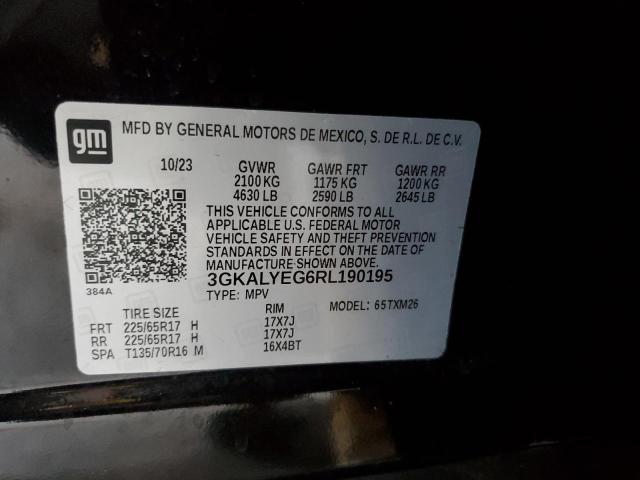 gm
MFD BY GENERAL MOTORS DE MEXICO, S. DE R.L. DE C.V.
10/23 GVWR GAWR FRT GAWR RR
2100 KG 1175 KG 1200 KG
4630 LB 2590 LB 2645 LB
THIS VEHICLE CONFORMS TO ALL
APPLICABLE U.S. FEDERAL MOTOR
VEHICLE SAFETY AND THEFT PREVENTION
STANDARDS IN EFFECT ON THE DATE OF
MANUFACTURE SHOWN ABOVE.
384A
3GKALYEG6RL190195
TYPE: MPV
TIRE SIZE RIM MODEL: 65TXM26
FRT 225/65R17 H 17X7J
RR 225/65R17 H 17X7J
SPA T135/70R16 M 16X4BT